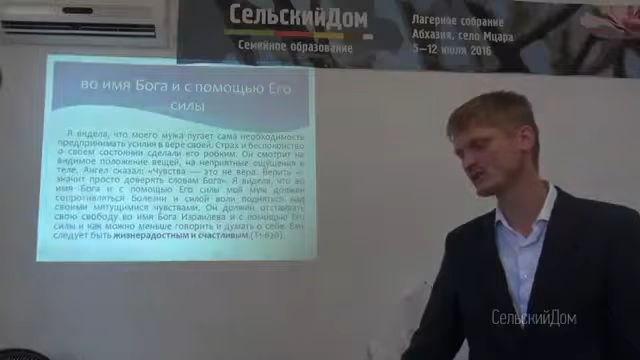 СельскийДом
Семейное образование
Лагерное собрание
Абхазия, село Мцара
5–12 июля 2016
во имя Бога и с помощью Его
силы
Я видела, что моего мужа пугает сама необходимость
предпринимать усилия в вере своей. Страх и беспокойство
о своем состоянии сделали его робким. Он смотрит на
видимое положение вещей, на неприятные ощущения в
теле. Ангел сказал: «Чувства — это не вера. Верить —
значит просто доверять словам Бога». Я видела, что во
имя Бога и с помощью Его силы мой муж должен
сопротивляться болезни и силой воли подняться над
своими мятущимися чувствами. Он должен отстаивать
свою свободу во имя Бога Израилева и с помощью Его
силы и как можно меньше говорить и думать о себе. Ему
следует быть жизнерадостным и счастливым.
СельскийДом